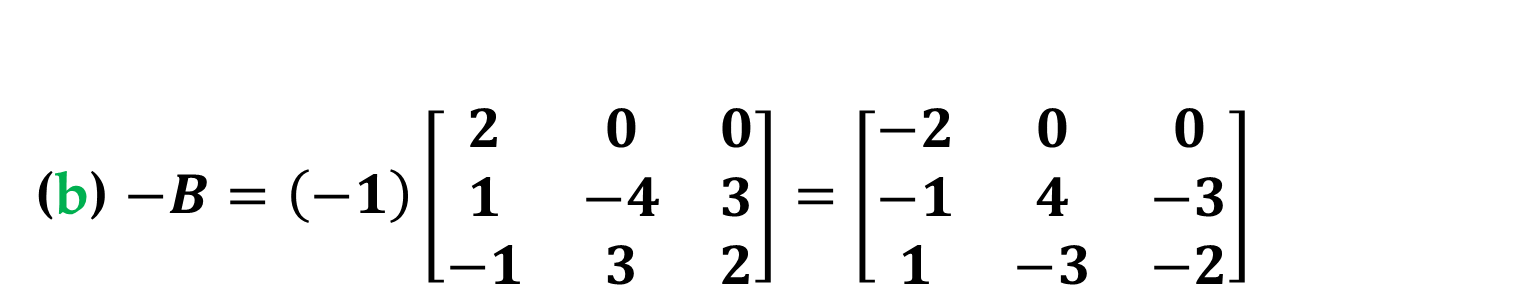 (b) −B = (−1) [2 0 0; 1 −4 3; −1 3 2] = [−2 0 0; −1 4 −3; 1 −3 −2]